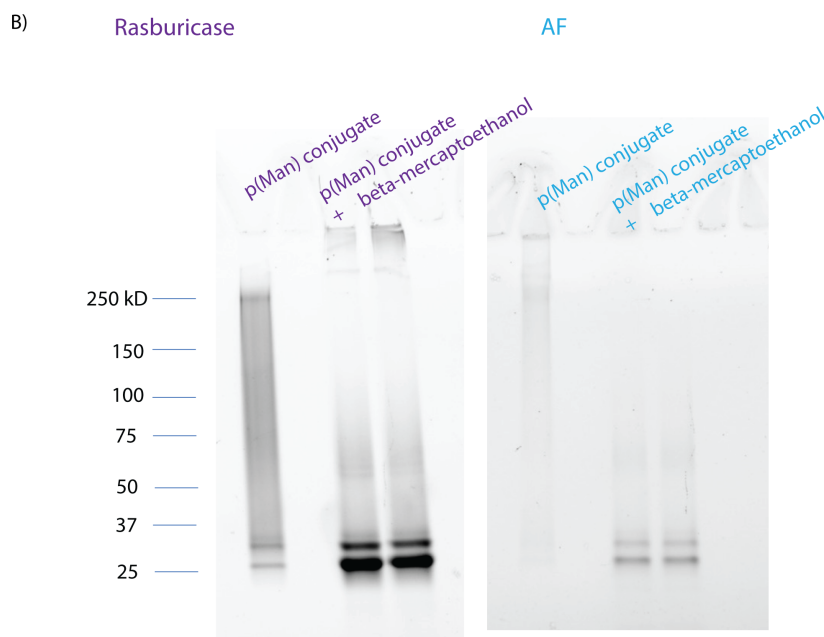 B)
Rasburicase
AF
p(Man) conjugate
p(Man) conjugate
+ beta-mercaptoethanol
p(Man) conjugate
p(Man) conjugate
+ beta-mercaptoethanol
250 kD
150
100
75
50
37
25